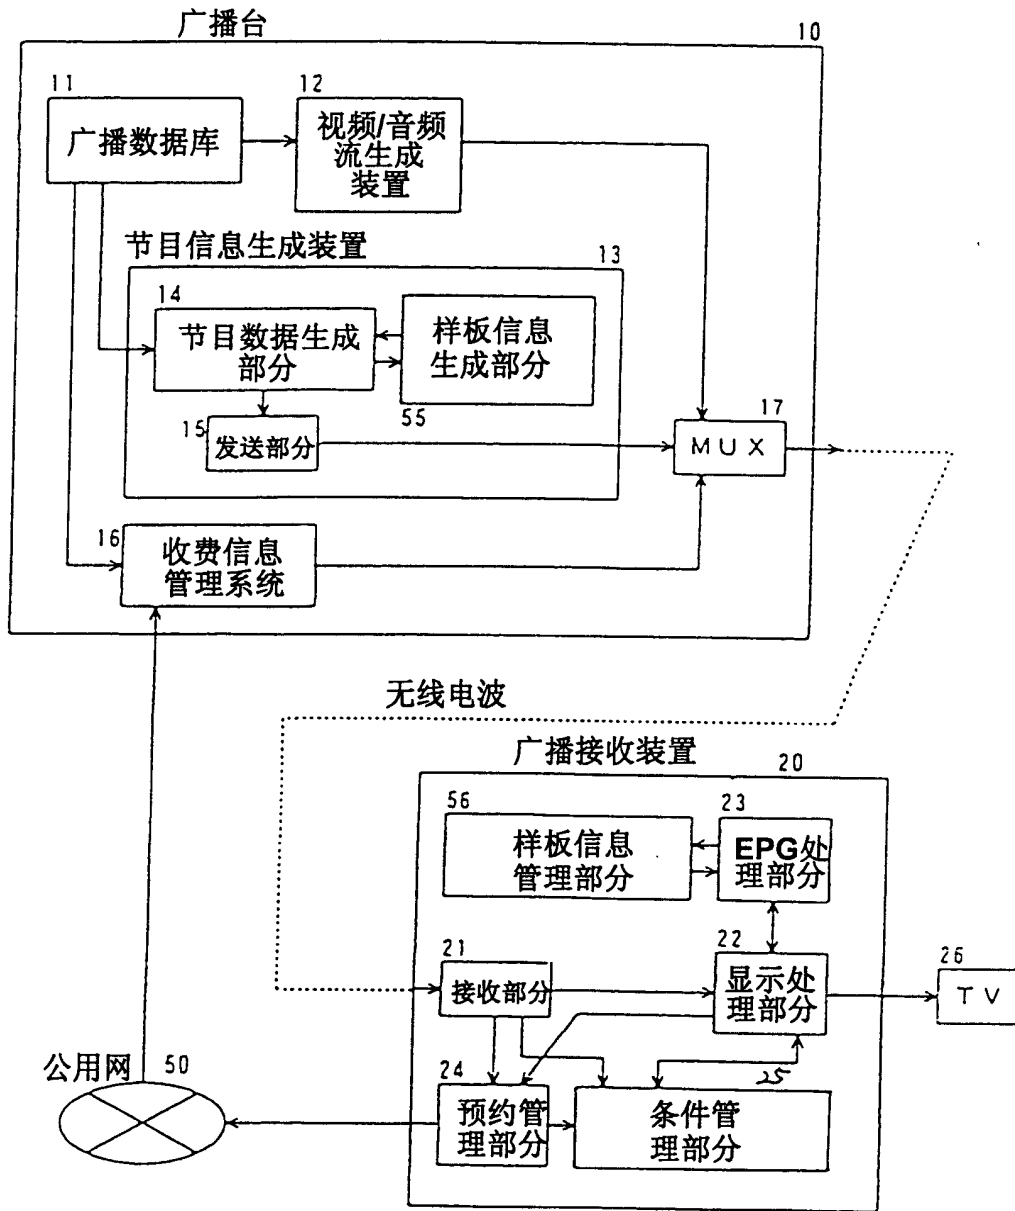 广播台
10
11
广播数据库
12
视频/音频
流生成
装置
节目信息生成装置
13
14
节目数据生成
部分
样板信息
生成部分
55
15
发送部分
17
MUX
16
收费信息
管理系统
无线电波
广播接收装置
20
56
样板信息
管理部分
23
EPG处
理部分
21
接收部分
22
显示处
理部分
26
TV
公用网
50
24
预约管
理部分
25
条件管
理部分